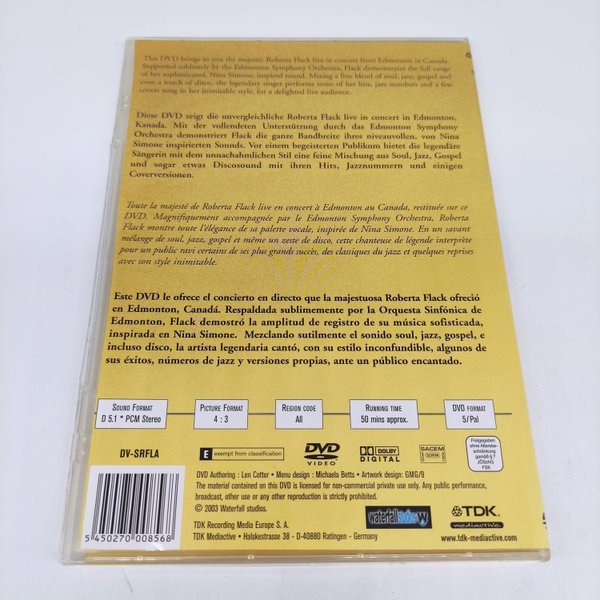 This DVD brings to you the majestic Roberta Flack live in concert from Edmonton in Canada.
Supported sublimely by the Edmonton Symphony Orchestra, Flack demonstrates the full range
of her sophisticated, Nina Simone, inspired sound. Mixing a fine blend of soul, jazz, gospel and
even a touch of disco, the legendary singer performs some of her hits, jazz numbers and a few
covers sung in her inimitable style, for a delighted live audience.
Diese DVD zeigt die unvergleichliche Roberta Flack live in concert in Edmonton,
Kanada. Mit der vollendeten Unterstützung durch das Edmonton Symphony
Orchestra demonstriert Flack die ganze Bandbreite ihres niveauvollen, von Nina
Simone inspirierten Sounds. Vor einem begeisterten Publikum bietet die legendäre
Sängerin mit dem unnachahmlichen Stil eine feine Mischung aus Soul, Jazz, Gospel
und sogar etwas Discosound mit ihren Hits, Jazznummern und einigen
Coverversionen.
Toute la majesté de Roberta Flack live en concert à Edmonton au Canada, restituée sur ce
DVD. Magnifiquement accompagnée par le Edmonton Symphony Orchestra, Roberta
Flack montre toute l'élégance de sa palette vocale, inspirée de Nina Simone. En un savant
mélange de soul, jazz, gospel et même un zeste de disco, cette chanteuse de légende interprète
pour un public ravi certains de ses plus grands succès, des classiques du jazz et quelques reprises
avec son style inimitable.
Este DVD le ofrece el concierto en directo que la majestuosa Roberta Flack ofreció
en Edmonton, Canadá. Respaldada sublimemente por la Orquesta Sinfónica de
Edmonton, Flack demostró la amplitud de registro de su música sofisticada,
inspirada en Nina Simone. Mezclando sutilmente el sonido soul, jazz, gospel, e
incluso disco, la artista legendaria cantó, con su estilo inconfundible, algunos de
sus éxitos, números de jazz y versiones propias, ante un público encantado.
SOUND FORMAT
D 5.1 * PCM Stereo
PICTURE FORMAT
4 : 3
REGION CODE
All
RUNNING TIME
50 mins approx.
DVD FORMAT
5/Pal
DV-SRFLA
E exempt from classification
DVD VIDEO
DOLBY DIGITAL
SACEM
Freigegeben
ohne Altersbe-
schränkung
gemäß § 7
JÖSchG
FSK
DVD Authoring : Len Cotter • Menu design : Michaela Betts • Artwork design: GMG/9
The material contained on this DVD is licensed for non-commercial private use only. Any public performance,
broadcast, other use or any other reproduction is strictly prohibited.
© 2003 Waterfall studios.
TDK Recording Media Europe S. A.
TDK Mediactive • Halskestrasse 38 - D-40880 Ratingen - Germany
waterfall studios W
TDK
mediactive
www.tdk-mediactive.com
5 450270 008568